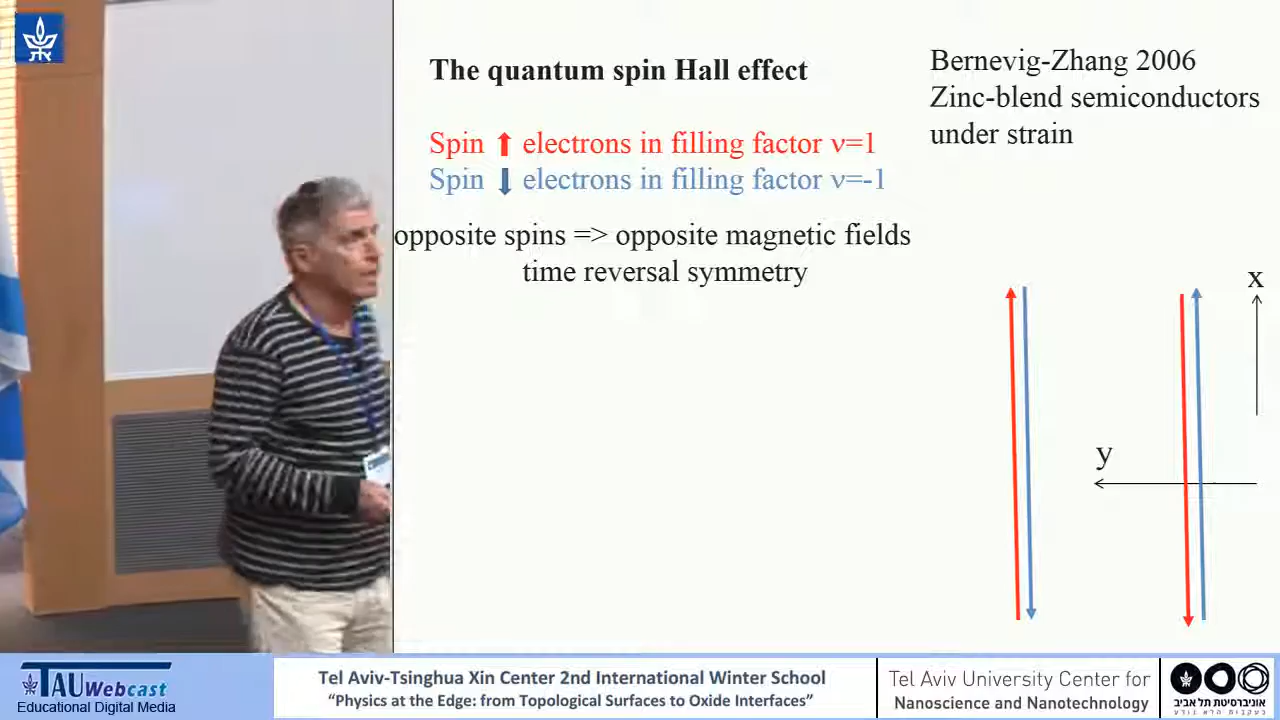 The quantum spin Hall effect
Spin ⬆ electrons in filling factor ν=1
Spin ⬇ electrons in filling factor ν=-1
opposite spins => opposite magnetic fields
time reversal symmetry
Bernevig-Zhang 2006
Zinc-blend semiconductors
under strain
x
y
TAUWebcast
Educational Digital Media
Tel Aviv-Tsinghua Xin Center 2nd International Winter School
“Physics at the Edge: from Topological Surfaces to Oxide Interfaces”
Tel Aviv University Center for
Nanoscience and Nanotechnology
אוניברסיטת תל אביב